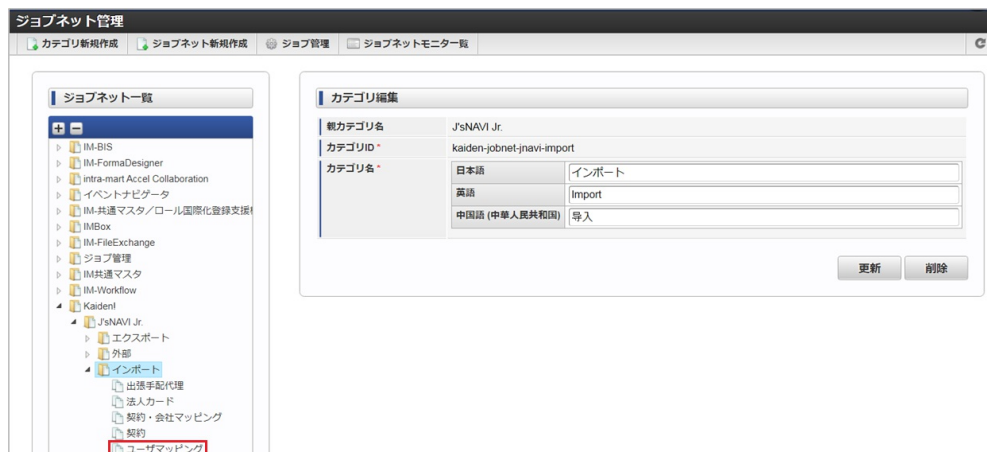 ジョブネット管理
カテゴリ新規作成 ジョブネット新規作成 ジョブ管理 ジョブネットモニター覧
ジョブネット一覧
IM-BIS
IM-FormaDesigner
intra-mart Accel Collaboration
イベントナビゲータ
IM-共通マスタ／ロール国際化登録支援
IMBox
IM-FileExchange
ジョブ管理
IM共通マスタ
IM-Workflow
Kaiden!
J'sNAVI Jr.
エクスポート
外部
インポート
出張手配代理
法人カード
契約・会社マッピング
契約
ユーザマッピング
カテゴリ編集
親カテゴリ名 J'sNAVI Jr.
カテゴリID * kaiden-jobnet-jnavi-import
カテゴリ名 *
日本語 インポート
英語 Import
中国語 (中華人民共和国) 导入
更新 削除